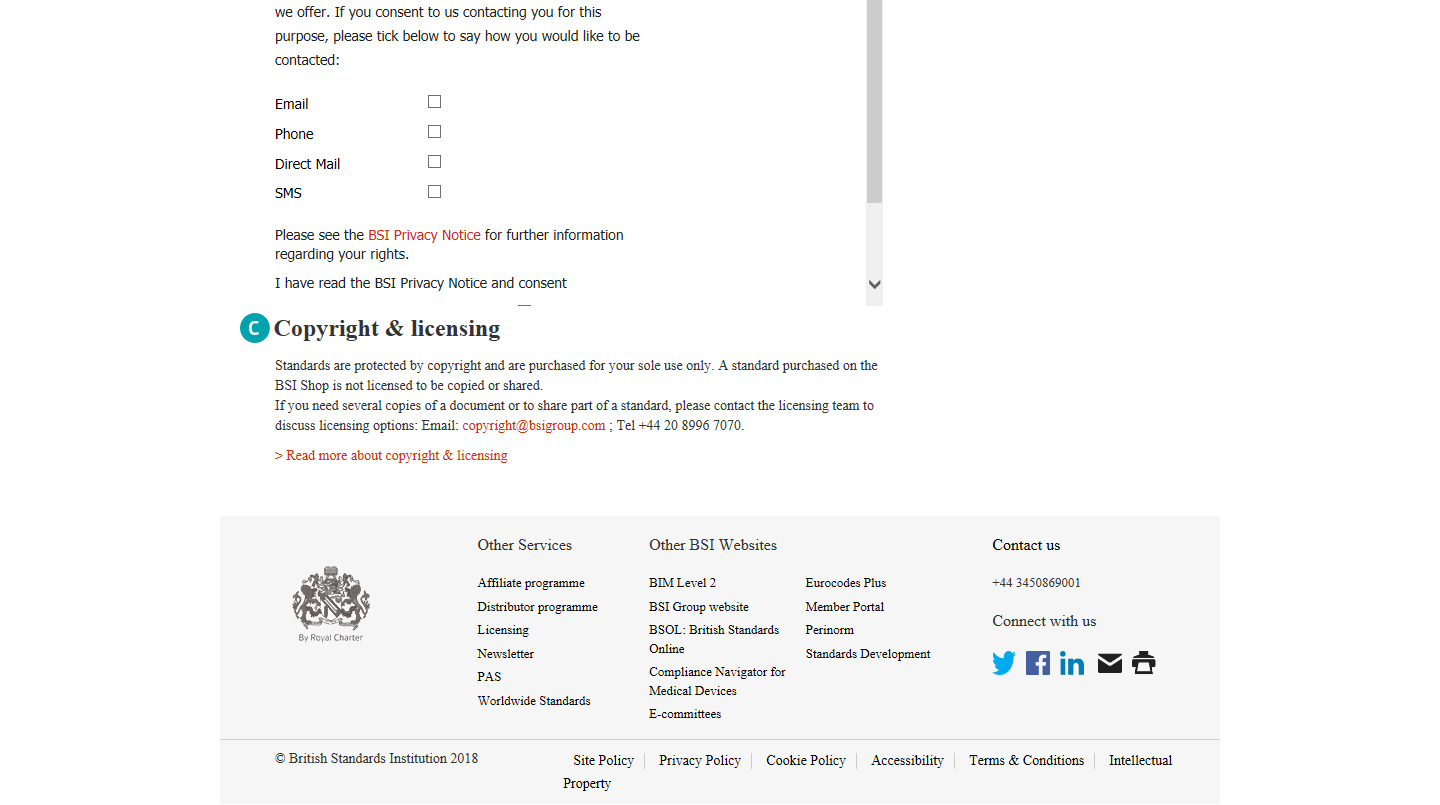 we offer. If you consent to us contacting you for this
purpose, please tick below to say how you would like to be
contacted:
Email
Phone
Direct Mail
SMS
Please see the BSI Privacy Notice for further information
regarding your rights.
I have read the BSI Privacy Notice and consent
C Copyright & licensing
Standards are protected by copyright and are purchased for your sole use only. A standard purchased on the
BSI Shop is not licensed to be copied or shared.
If you need several copies of a document or to share part of a standard, please contact the licensing team to
discuss licensing options: Email: copyright@bsigroup.com ; Tel +44 20 8996 7070.
> Read more about copyright & licensing
By Royal Charter
Other Services
Affiliate programme
Distributor programme
Licensing
Newsletter
PAS
Worldwide Standards
Other BSI Websites
BIM Level 2
BSI Group website
BSOL: British Standards
Online
Compliance Navigator for
Medical Devices
E-committees
Eurocodes Plus
Member Portal
Perinorm
Standards Development
Contact us
+44 3450869001
Connect with us
© British Standards Institution 2018
Site Policy Privacy Policy Cookie Policy Accessibility Terms & Conditions Intellectual
Property